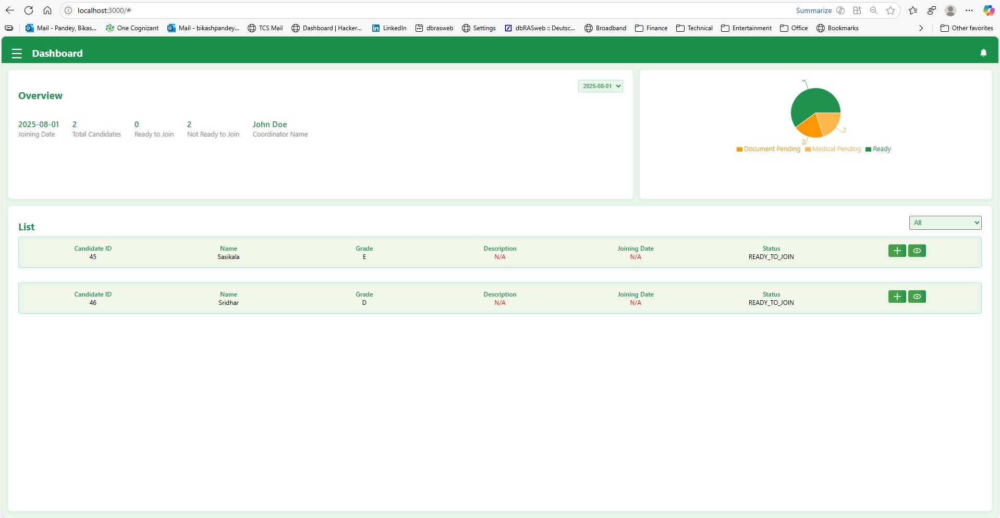 localhost:3000/#
Summarize
Mail - Pandey, Bikas...
One Cognizant
Mail - bikashpandey...
TCS Mail
Dashboard | Hacker...
LinkedIn
dbrasweb
Settings
dbRASweb :: Deutsc...
Broadband
Finance
Technical
Entertainment
Office
Bookmarks
Other favorites
Dashboard
2025-08-01
Overview
2025-08-01 2 0 2 John Doe
Joining Date Total Candidates Ready to Join Not Ready to Join Coordinator Name
2
2
Document Pending Medical Pending Ready
List
All
Candidate ID Name Grade Description Joining Date Status
45 Sasikala E N/A N/A READY_TO_JOIN
Candidate ID Name Grade Description Joining Date Status
46 Sridhar D N/A N/A READY_TO_JOIN